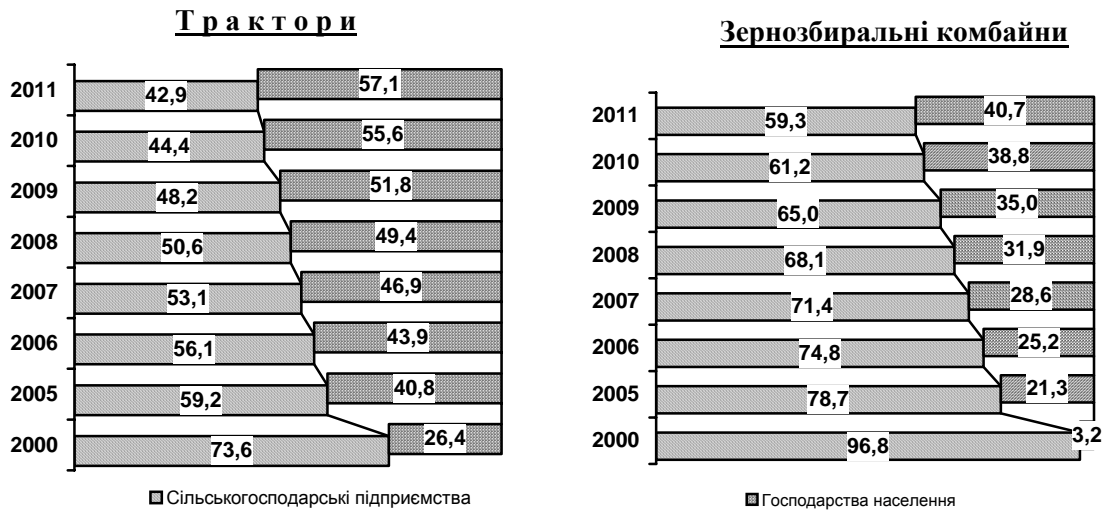 Т р а к т о р и
2011 42,9 57,1
2010 44,4 55,6
2009 48,2 51,8
2008 50,6 49,4
2007 53,1 46,9
2006 56,1 43,9
2005 59,2 40,8
2000 73,6 26,4
Зернозбиральні комбайни
2011 59,3 40,7
2010 61,2 38,8
2009 65,0 35,0
2008 68,1 31,9
2007 71,4 28,6
2006 74,8 25,2
2005 78,7 21,3
2000 96,8 3,2
Сільськогосподарські підприємства
Господарства населення